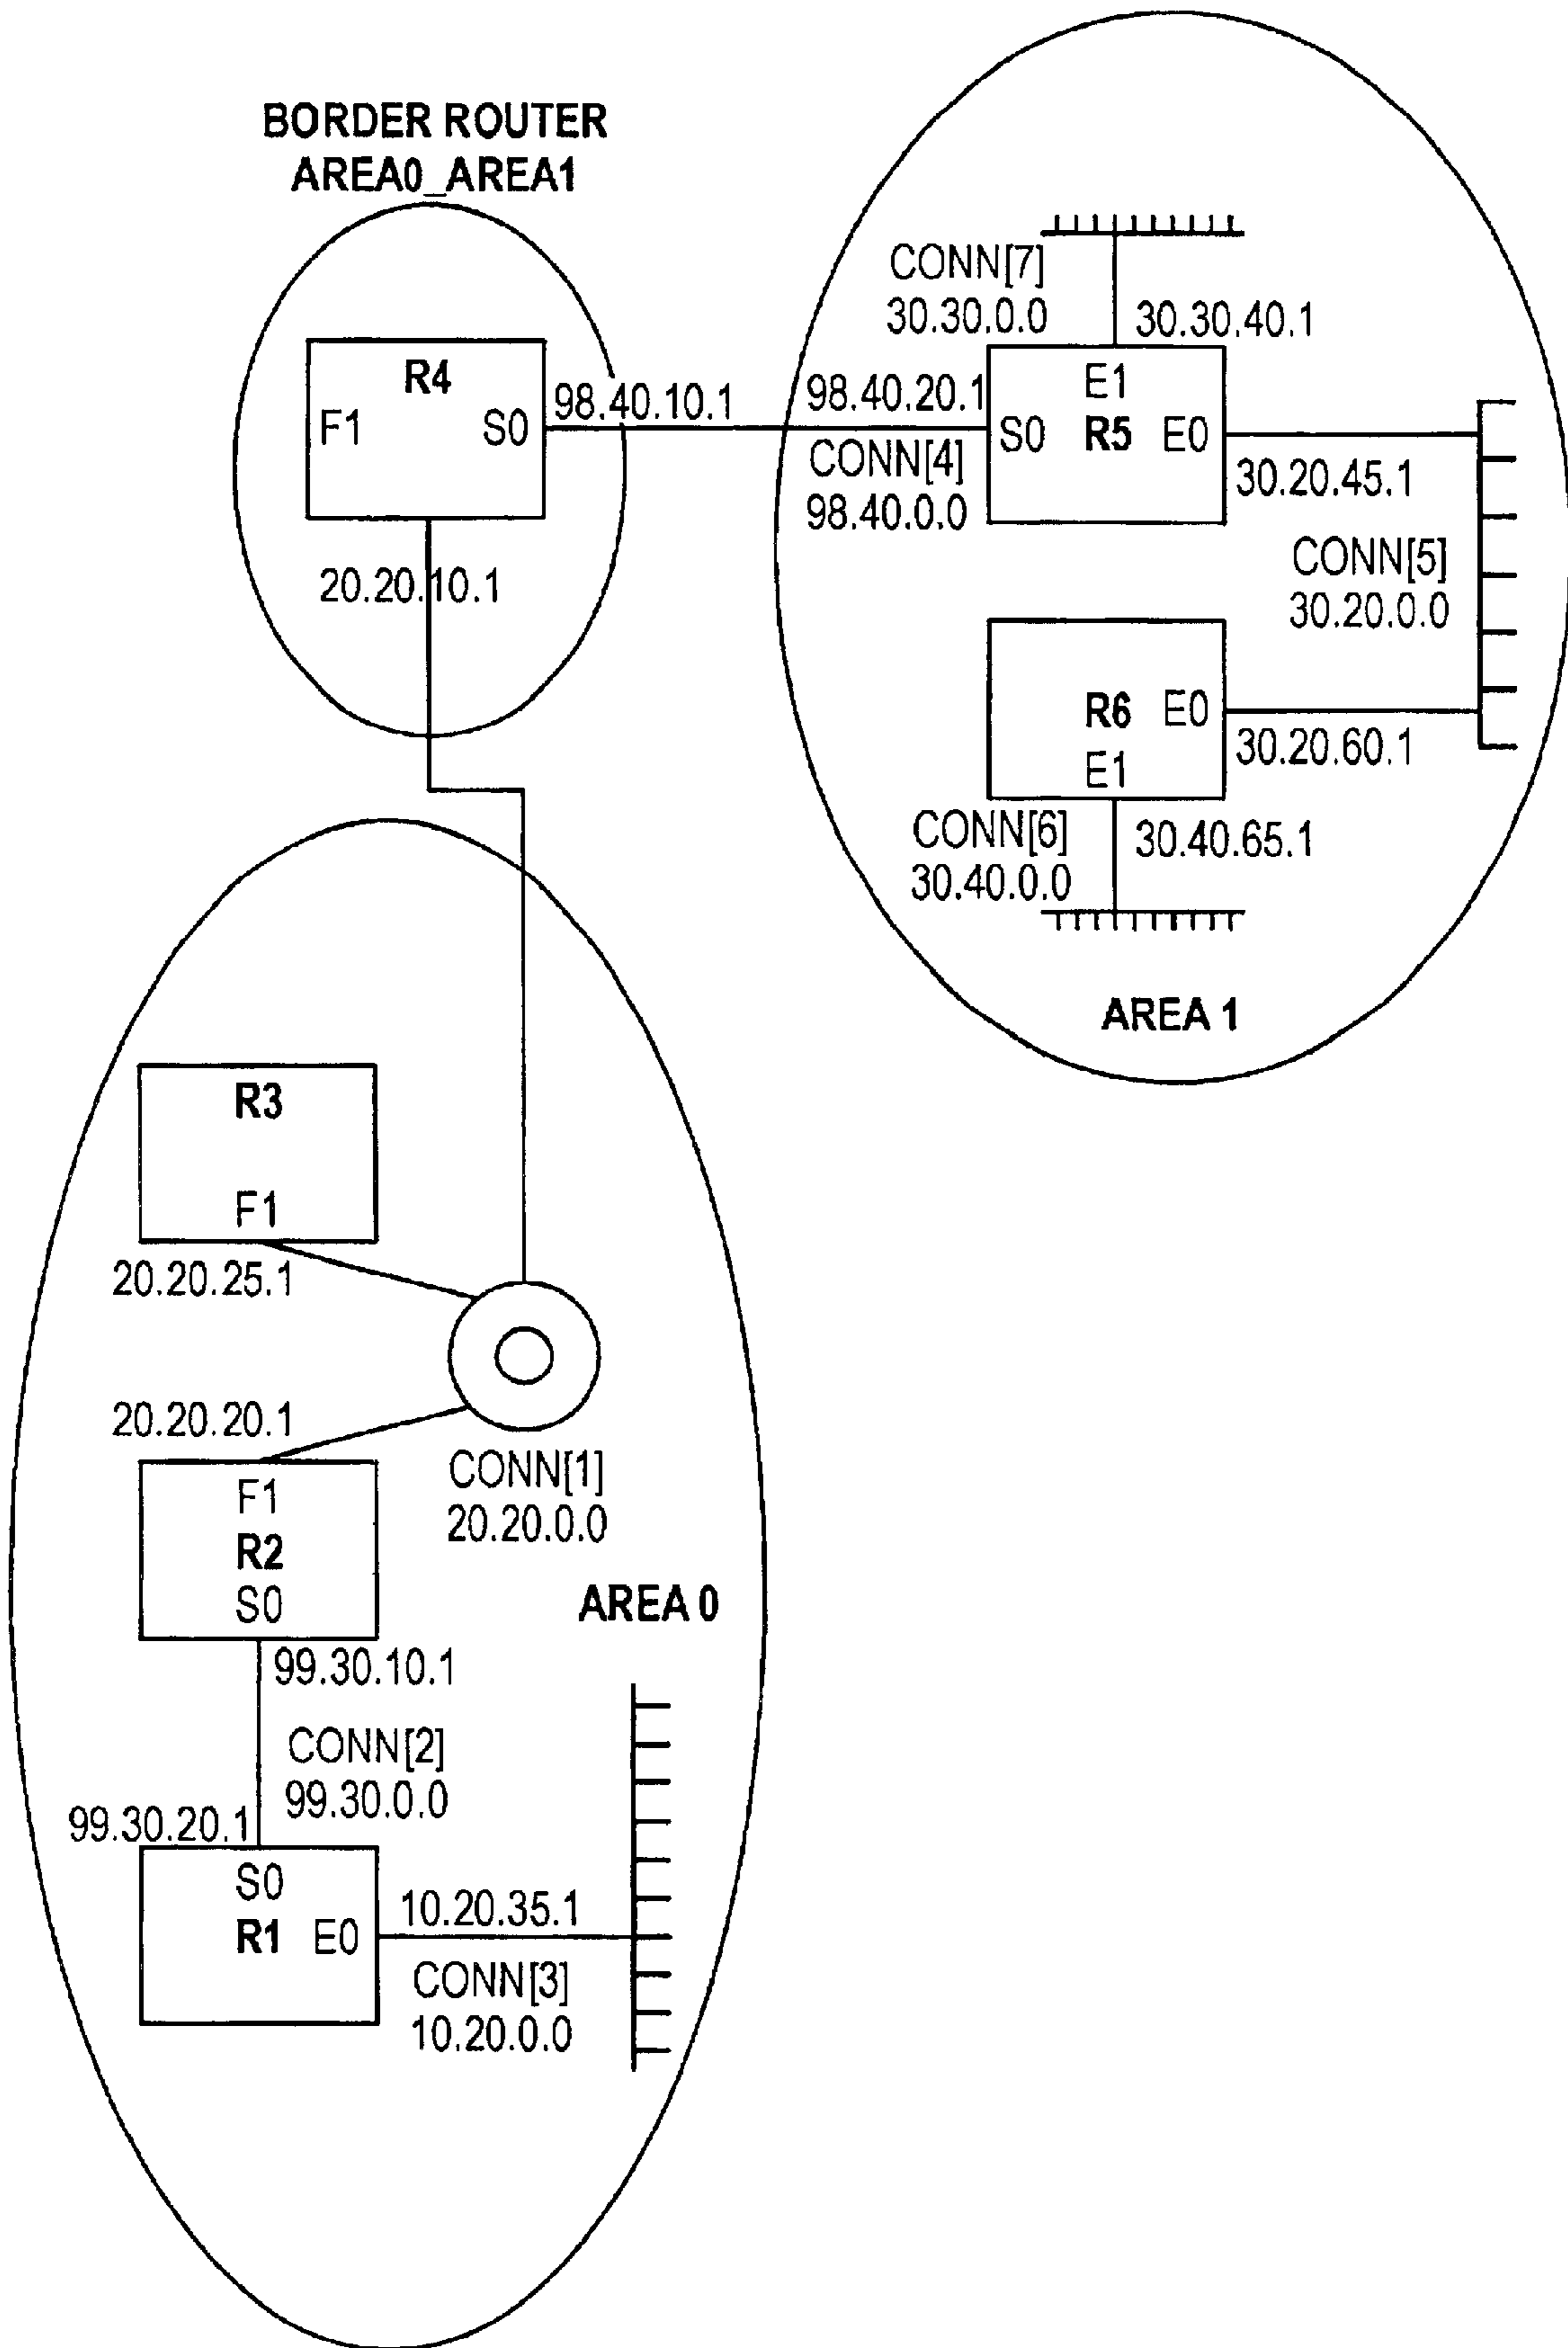 BORDER ROUTER
AREA0_AREA1
R4
F1
S0
98.40.10.1
20.20.10.1
CONN[7]
30.30.0.0
30.30.40.1
98.40.20.1
CONN[4]
98.40.0.0
E1
S0
R5
E0
30.20.45.1
CONN[5]
30.20.0.0
R6
E0
E1
30.20.60.1
CONN[6]
30.40.0.0
30.40.65.1
AREA 1
R3
F1
20.20.25.1
20.20.20.1
CONN[1]
20.20.0.0
F1
R2
S0
AREA 0
99.30.10.1
CONN[2]
99.30.0.0
99.30.20.1
S0
R1
E0
10.20.35.1
CONN[3]
10.20.0.0